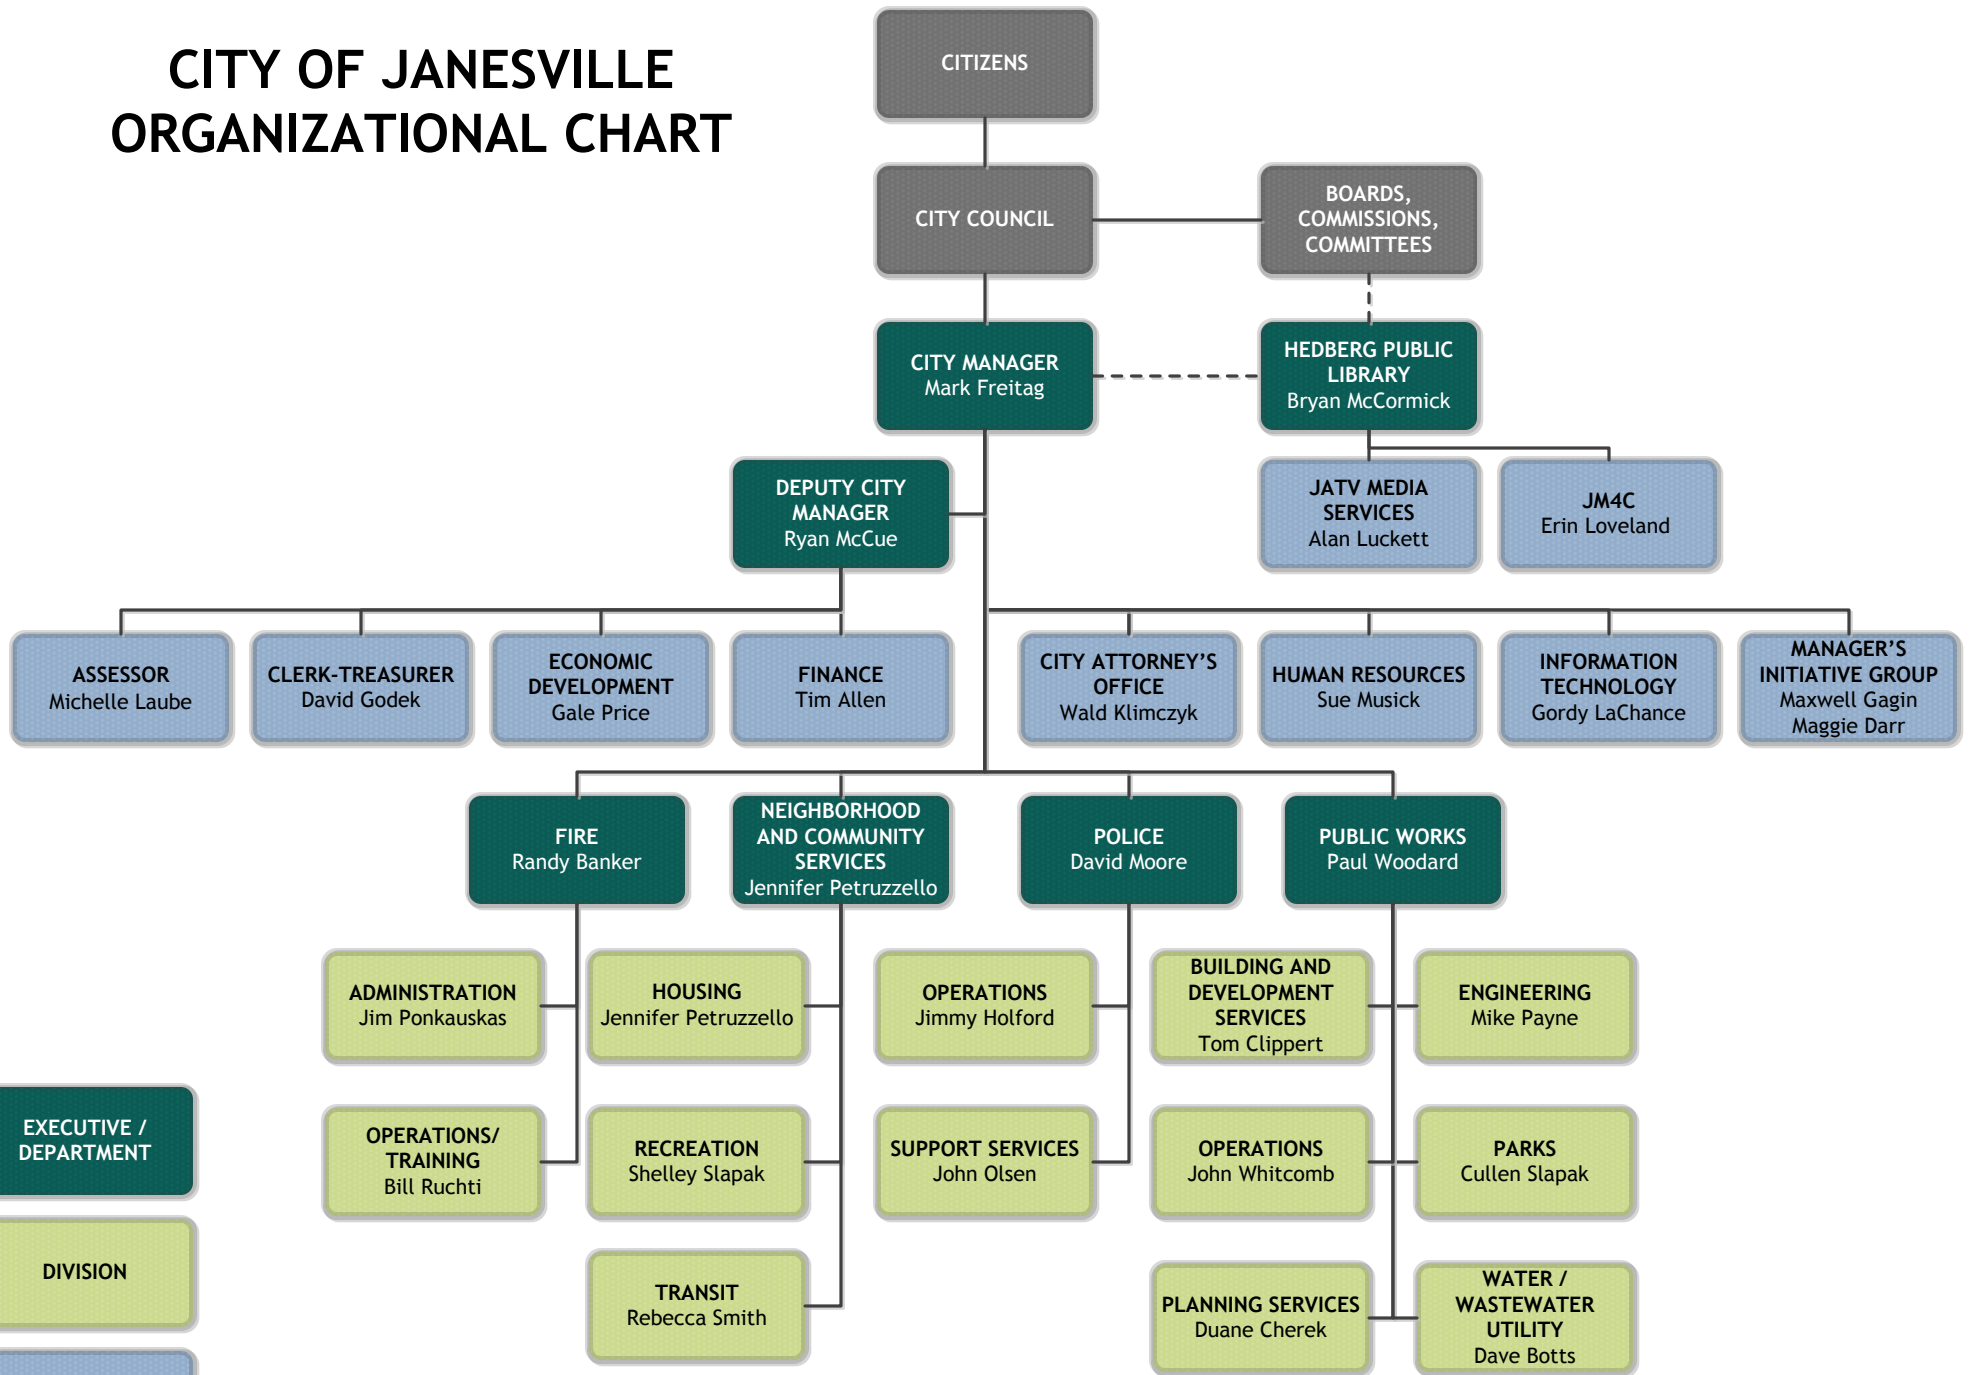 CITY OF JANESVILLE
ORGANIZATIONAL CHART
CITIZENS
CITY COUNCIL
BOARDS,
COMMISSIONS,
COMMITTEES
CITY MANAGER
Mark Freitag
HEDBERG PUBLIC
LIBRARY
Bryan McCormick
DEPUTY CITY
MANAGER
Ryan McCue
JATV MEDIA
SERVICES
Alan Luckett
JM4C
Erin Loveland
ASSESSOR
Michelle Laube
CLERK-TREASURER
David Godek
ECONOMIC
DEVELOPMENT
Gale Price
FINANCE
Tim Allen
CITY ATTORNEY’S
OFFICE
Wald Klimczyk
HUMAN RESOURCES
Sue Musick
INFORMATION
TECHNOLOGY
Gordy LaChance
MANAGER’S
INITIATIVE GROUP
Maxwell Gagin
Maggie Darr
FIRE
Randy Banker
NEIGHBORHOOD
AND COMMUNITY
SERVICES
Jennifer Petruzzello
POLICE
David Moore
PUBLIC WORKS
Paul Woodard
ADMINISTRATION
Jim Ponkauskas
HOUSING
Jennifer Petruzzello
OPERATIONS
Jimmy Holford
BUILDING AND
DEVELOPMENT
SERVICES
Tom Clippert
ENGINEERING
Mike Payne
OPERATIONS/
TRAINING
Bill Ruchti
RECREATION
Shelley Slapak
SUPPORT SERVICES
John Olsen
OPERATIONS
John Whitcomb
PARKS
Cullen Slapak
TRANSIT
Rebecca Smith
PLANNING SERVICES
Duane Cherek
WATER /
WASTEWATER
UTILITY
Dave Botts
EXECUTIVE /
DEPARTMENT
DIVISION